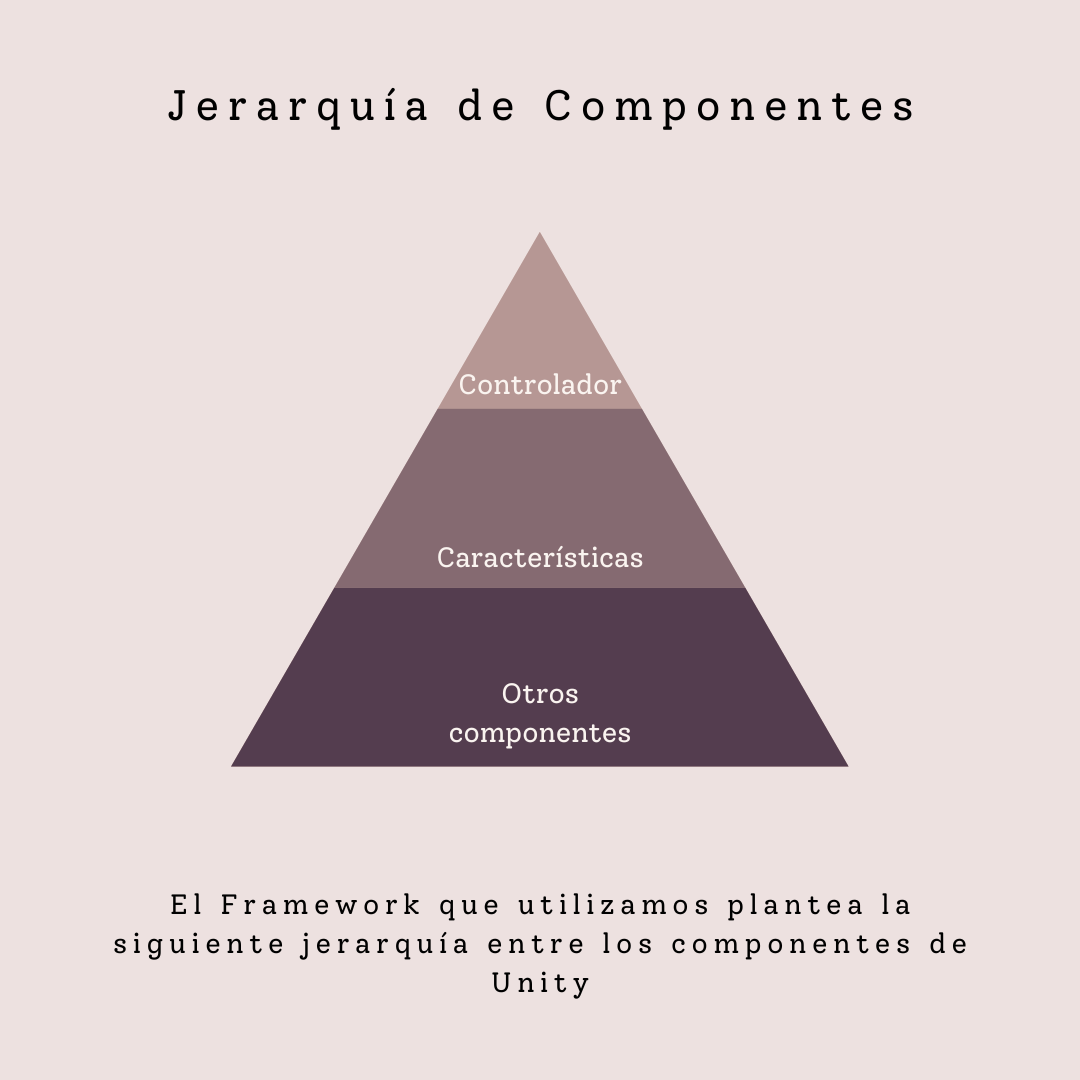 Jerarquía de Componentes
Controlador
Características
Otros
componentes
El Framework que utilizamos plantea la
siguiente jerarquía entre los componentes de
Unity